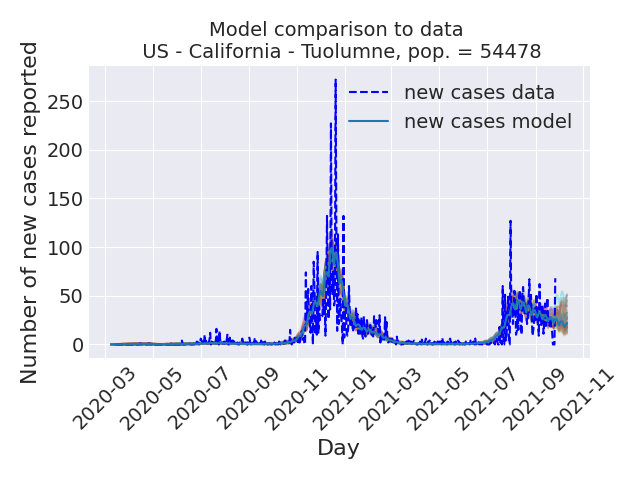 Model comparison to data
US - California - Tuolumne, pop. = 54478
Number of new cases reported
250
200
150
100
50
0
new cases data
new cases model
2020-03
2020-05
2020-07
2020-09
2020-11
2021-01
2021-03
2021-05
2021-07
2021-09
2021-11
Day